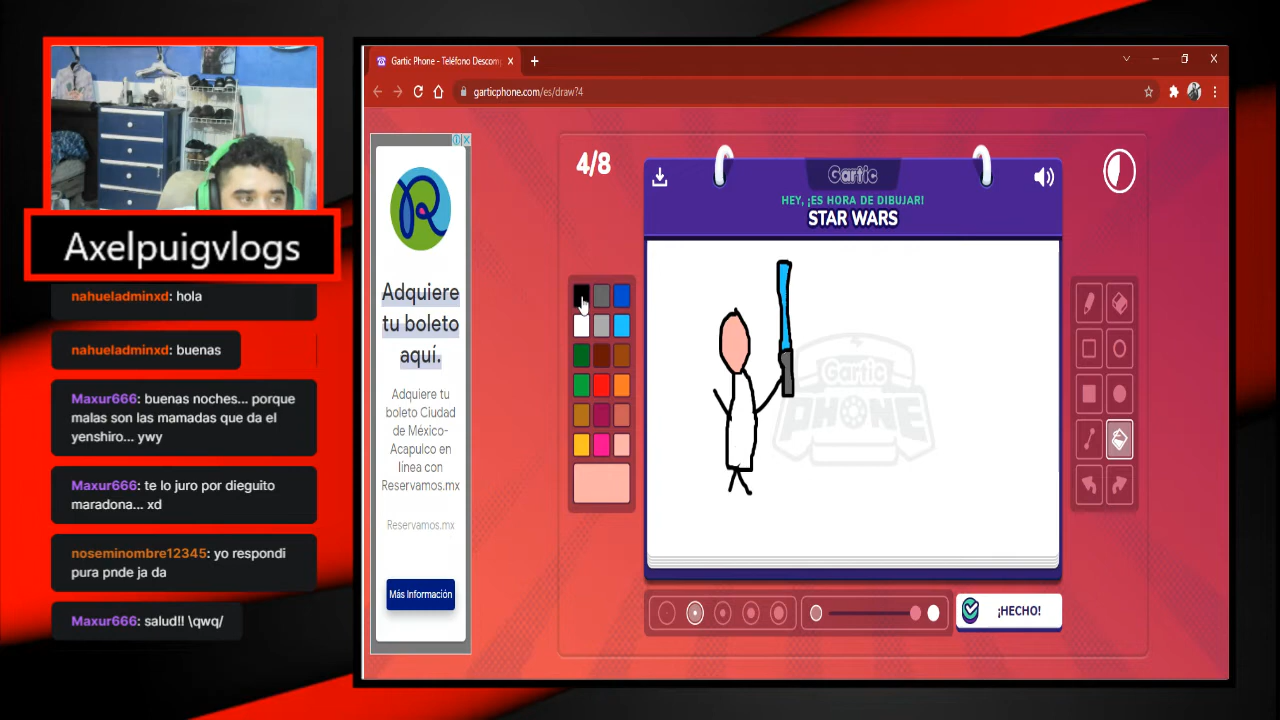 Axelpuigvlogs
nahueladminxd: hola
nahueladminxd: buenas
Maxur666: buenas noches... porque
malas son las mamadas que da el
yenshiro... ywy
Maxur666: te lo juro por dieguito
maradona... xd
noseminombre12345: yo respondi
pura pnde ja da
Maxur666: salud!! \qwq/
Gartic Phone - Teléfono Descom
garticphone.com/es/draw?4
Adquiere
tu boleto
aquí.
Adquiere tu
boleto Ciudad
de México-
Acapulco en
línea con
Reservamos.mx
Reservamos.mx
Más Información
4/8
Gartic
HEY, ¡ES HORA DE DIBUJAR!
STAR WARS
Gartic
PHONE
¡HECHO!